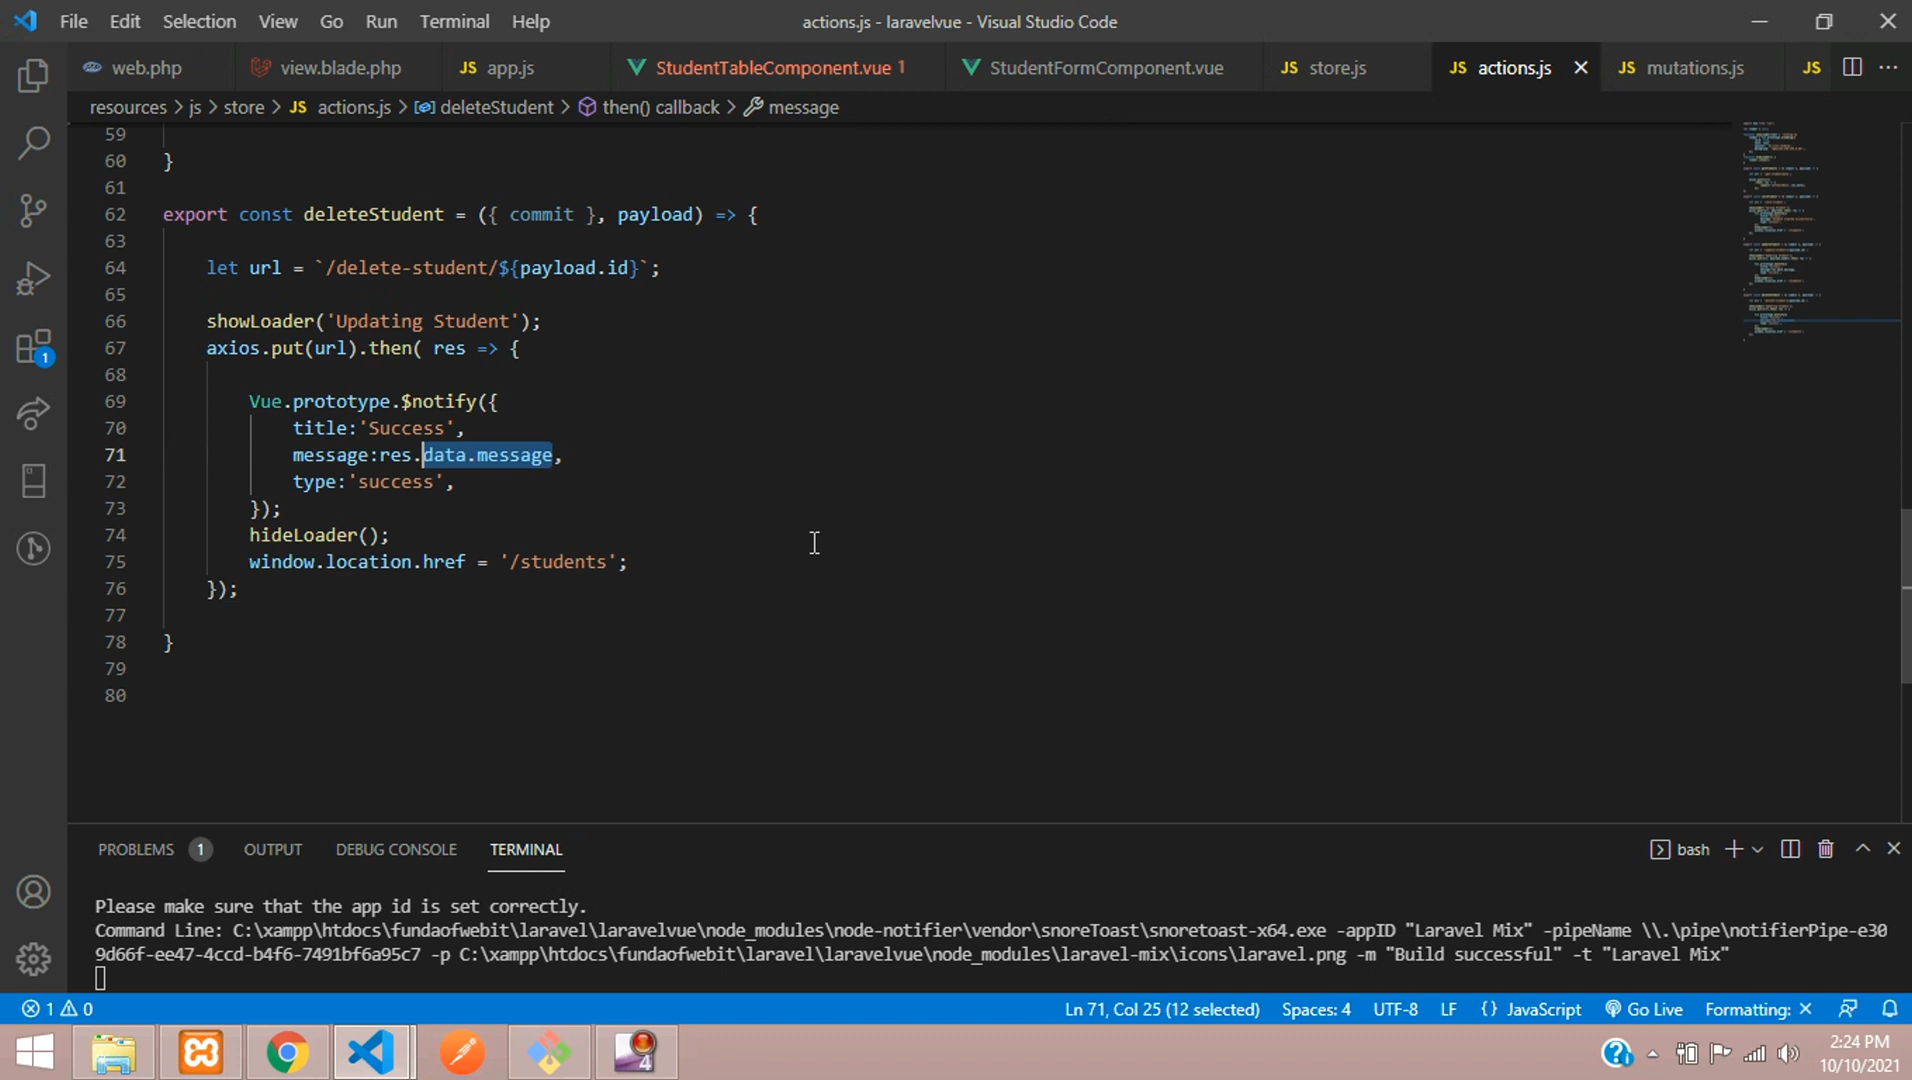 File Edit Selection View Go Run Terminal Help
actions.js - laravelvue - Visual Studio Code
web.php view.blade.php JS app.js StudentTableComponent.vue 1 StudentFormComponent.vue JS store.js JS actions.js JS mutations.js JS
resources > js > store > JS actions.js > deleteStudent > then() callback > message
59
60 }
61
62 export const deleteStudent = ({ commit }, payload) => {
63
64 let url = `/delete-student/${payload.id}`;
65
66 showLoader('Updating Student');
67 axios.put(url).then( res => {
68
69 Vue.prototype.$notify({
70 title:'Success',
71 message:res.data.message,
72 type:'success',
73 });
74 hideLoader();
75 window.location.href = '/students';
76 });
77
78 }
79
80
PROBLEMS 1 OUTPUT DEBUG CONSOLE TERMINAL bash
Please make sure that the app id is set correctly.
Command Line: C:\xampp\htdocs\fundaofwebit\laravel\laravelvue\node_modules\node-notifier\vendor\snoreToast\snoretoast-x64.exe -appID "Laravel Mix" -pipeName \\.\pipe\notifierPipe-e30
9d66f-ee47-4ccd-b4f6-7491bf6a95c7 -p C:\xampp\htdocs\fundaofwebit\laravel\laravelvue\node_modules\laravel-mix\icons\laravel.png -m "Build successful" -t "Laravel Mix"
1 0 Ln 71, Col 25 (12 selected) Spaces: 4 UTF-8 LF {} JavaScript Go Live Formatting: ×
1
4
2:24 PM
10/10/2021